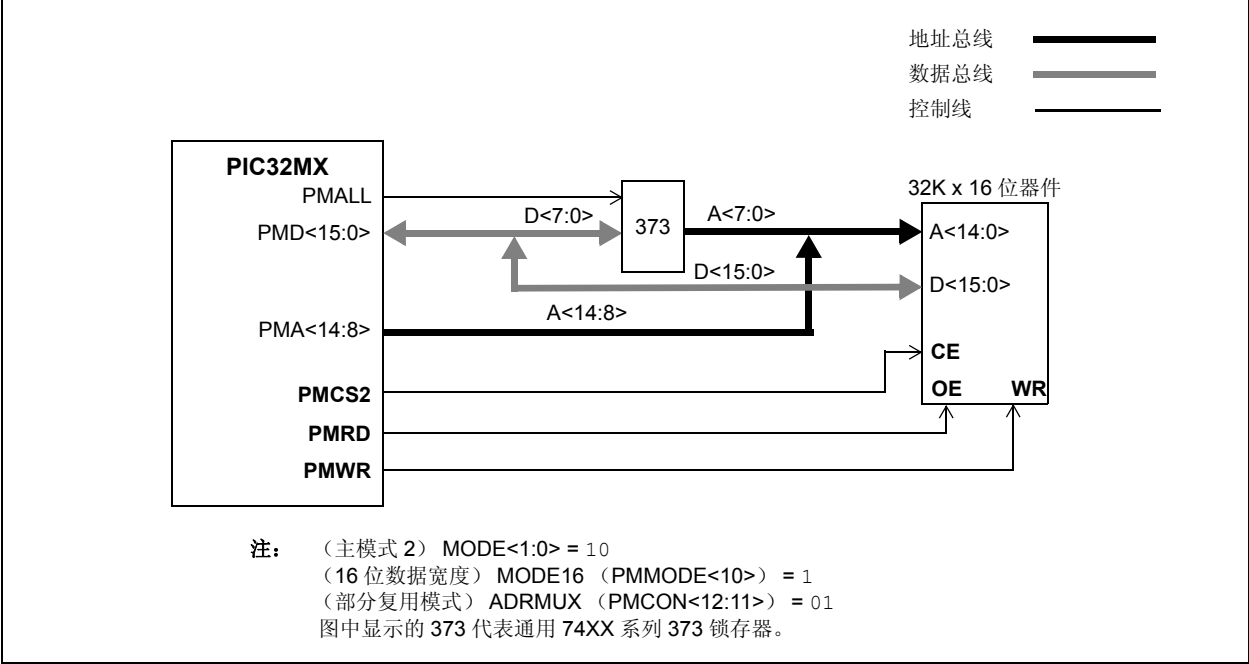 地址总线
数据总线
控制线
PIC32MX
PMALL
PMD<15:0>
PMA<14:8>
PMCS2
PMRD
PMWR
D<7:0>
373
A<7:0>
D<15:0>
A<14:8>
32K x 16 位器件
A<14:0>
D<15:0>
CE
OE WR
注： （主模式 2） MODE<1:0> = 10
（16 位数据宽度） MODE16 （PMMODE<10>） = 1
（部分复用模式） ADRMUX （PMCON<12:11>） = 01
图中显示的 373 代表通用 74XX 系列 373 锁存器。